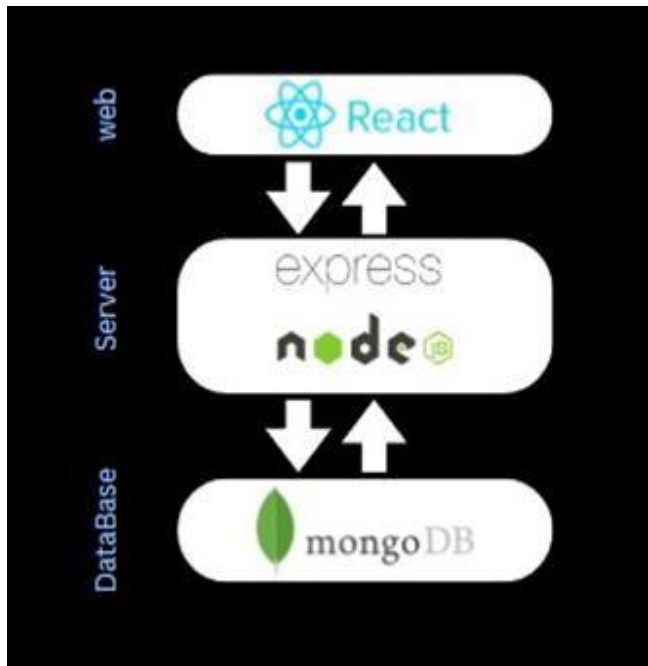 web
React
Server
express
node
JS
DataBase
mongoDB